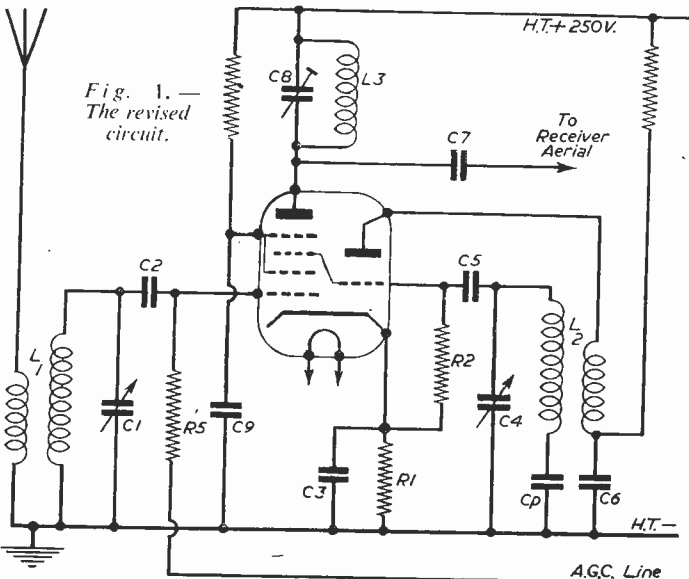 H.T.+ 250V.
Fig. 1. —
The revised
circuit.
C8
L3
To
Receiver
Aerial
C7
C2
C5
L1
L2
R2
C1
R5
C9
C4
C3
R1
Cp
C6
H.T.—
A.G.C. Line